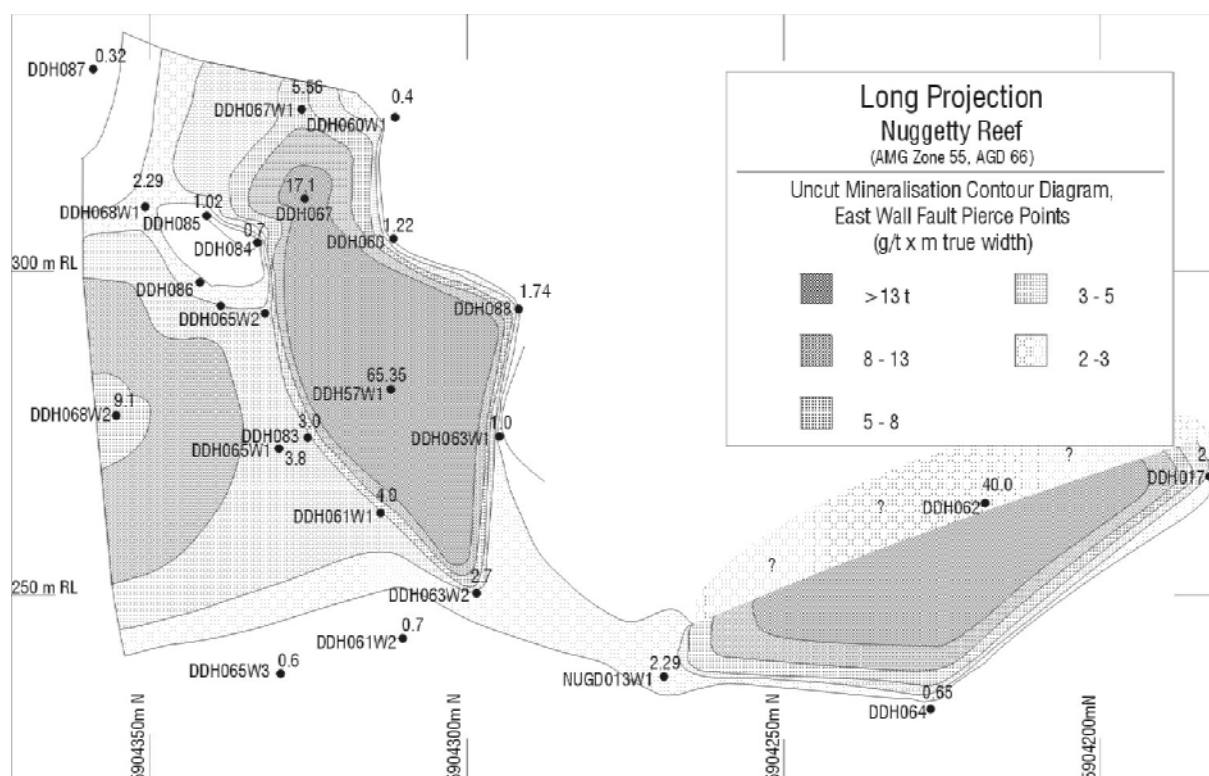 Long Projection
Nuggetty Reef
(AMG Zone 55, AGD 66)
Uncut Mineralisation Contour Diagram,
East Wall Fault Pierce Points
(g/t x m true width)
>13 t
8 - 13
5 - 8
3 - 5
2 -3
0.32
DDH087
5.56
DDH067W1
0.4
DDH060W1
2.29
DDH068W1
1.02
DDH085
17.1
DDH067
0.7
DDH084
1.22
DDH060
300 m RL
DDH086
DDH065W2
1.74
DDH088
65.35
DDH57W1
9.1
DDH068W2
3.0
DDH083
DDH065W1
3.8
1.0
DDH063W1
4.0
DDH061W1
?
?
?
2.
DDH017
40.0
DDH062
250 m RL
2.7
DDH063W2
0.7
DDH061W2
0.6
DDH065W3
2.29
NUGD013W1
0.65
DDH064
5904350m N
5904300m N
5904250m N
5904200mN